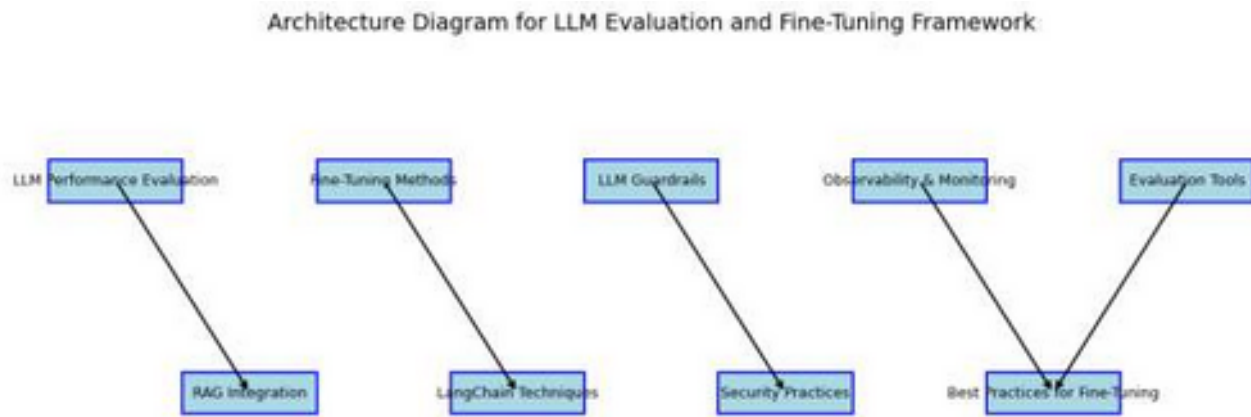 Architecture Diagram for LLM Evaluation and Fine-Tuning Framework
LLM Performance Evaluation
Fine-Tuning Methods
LLM Guardrails
Observability & Monitoring
Evaluation Tools
RAG Integration
LangChain Techniques
Security Practices
Best Practices for Fine-Tuning